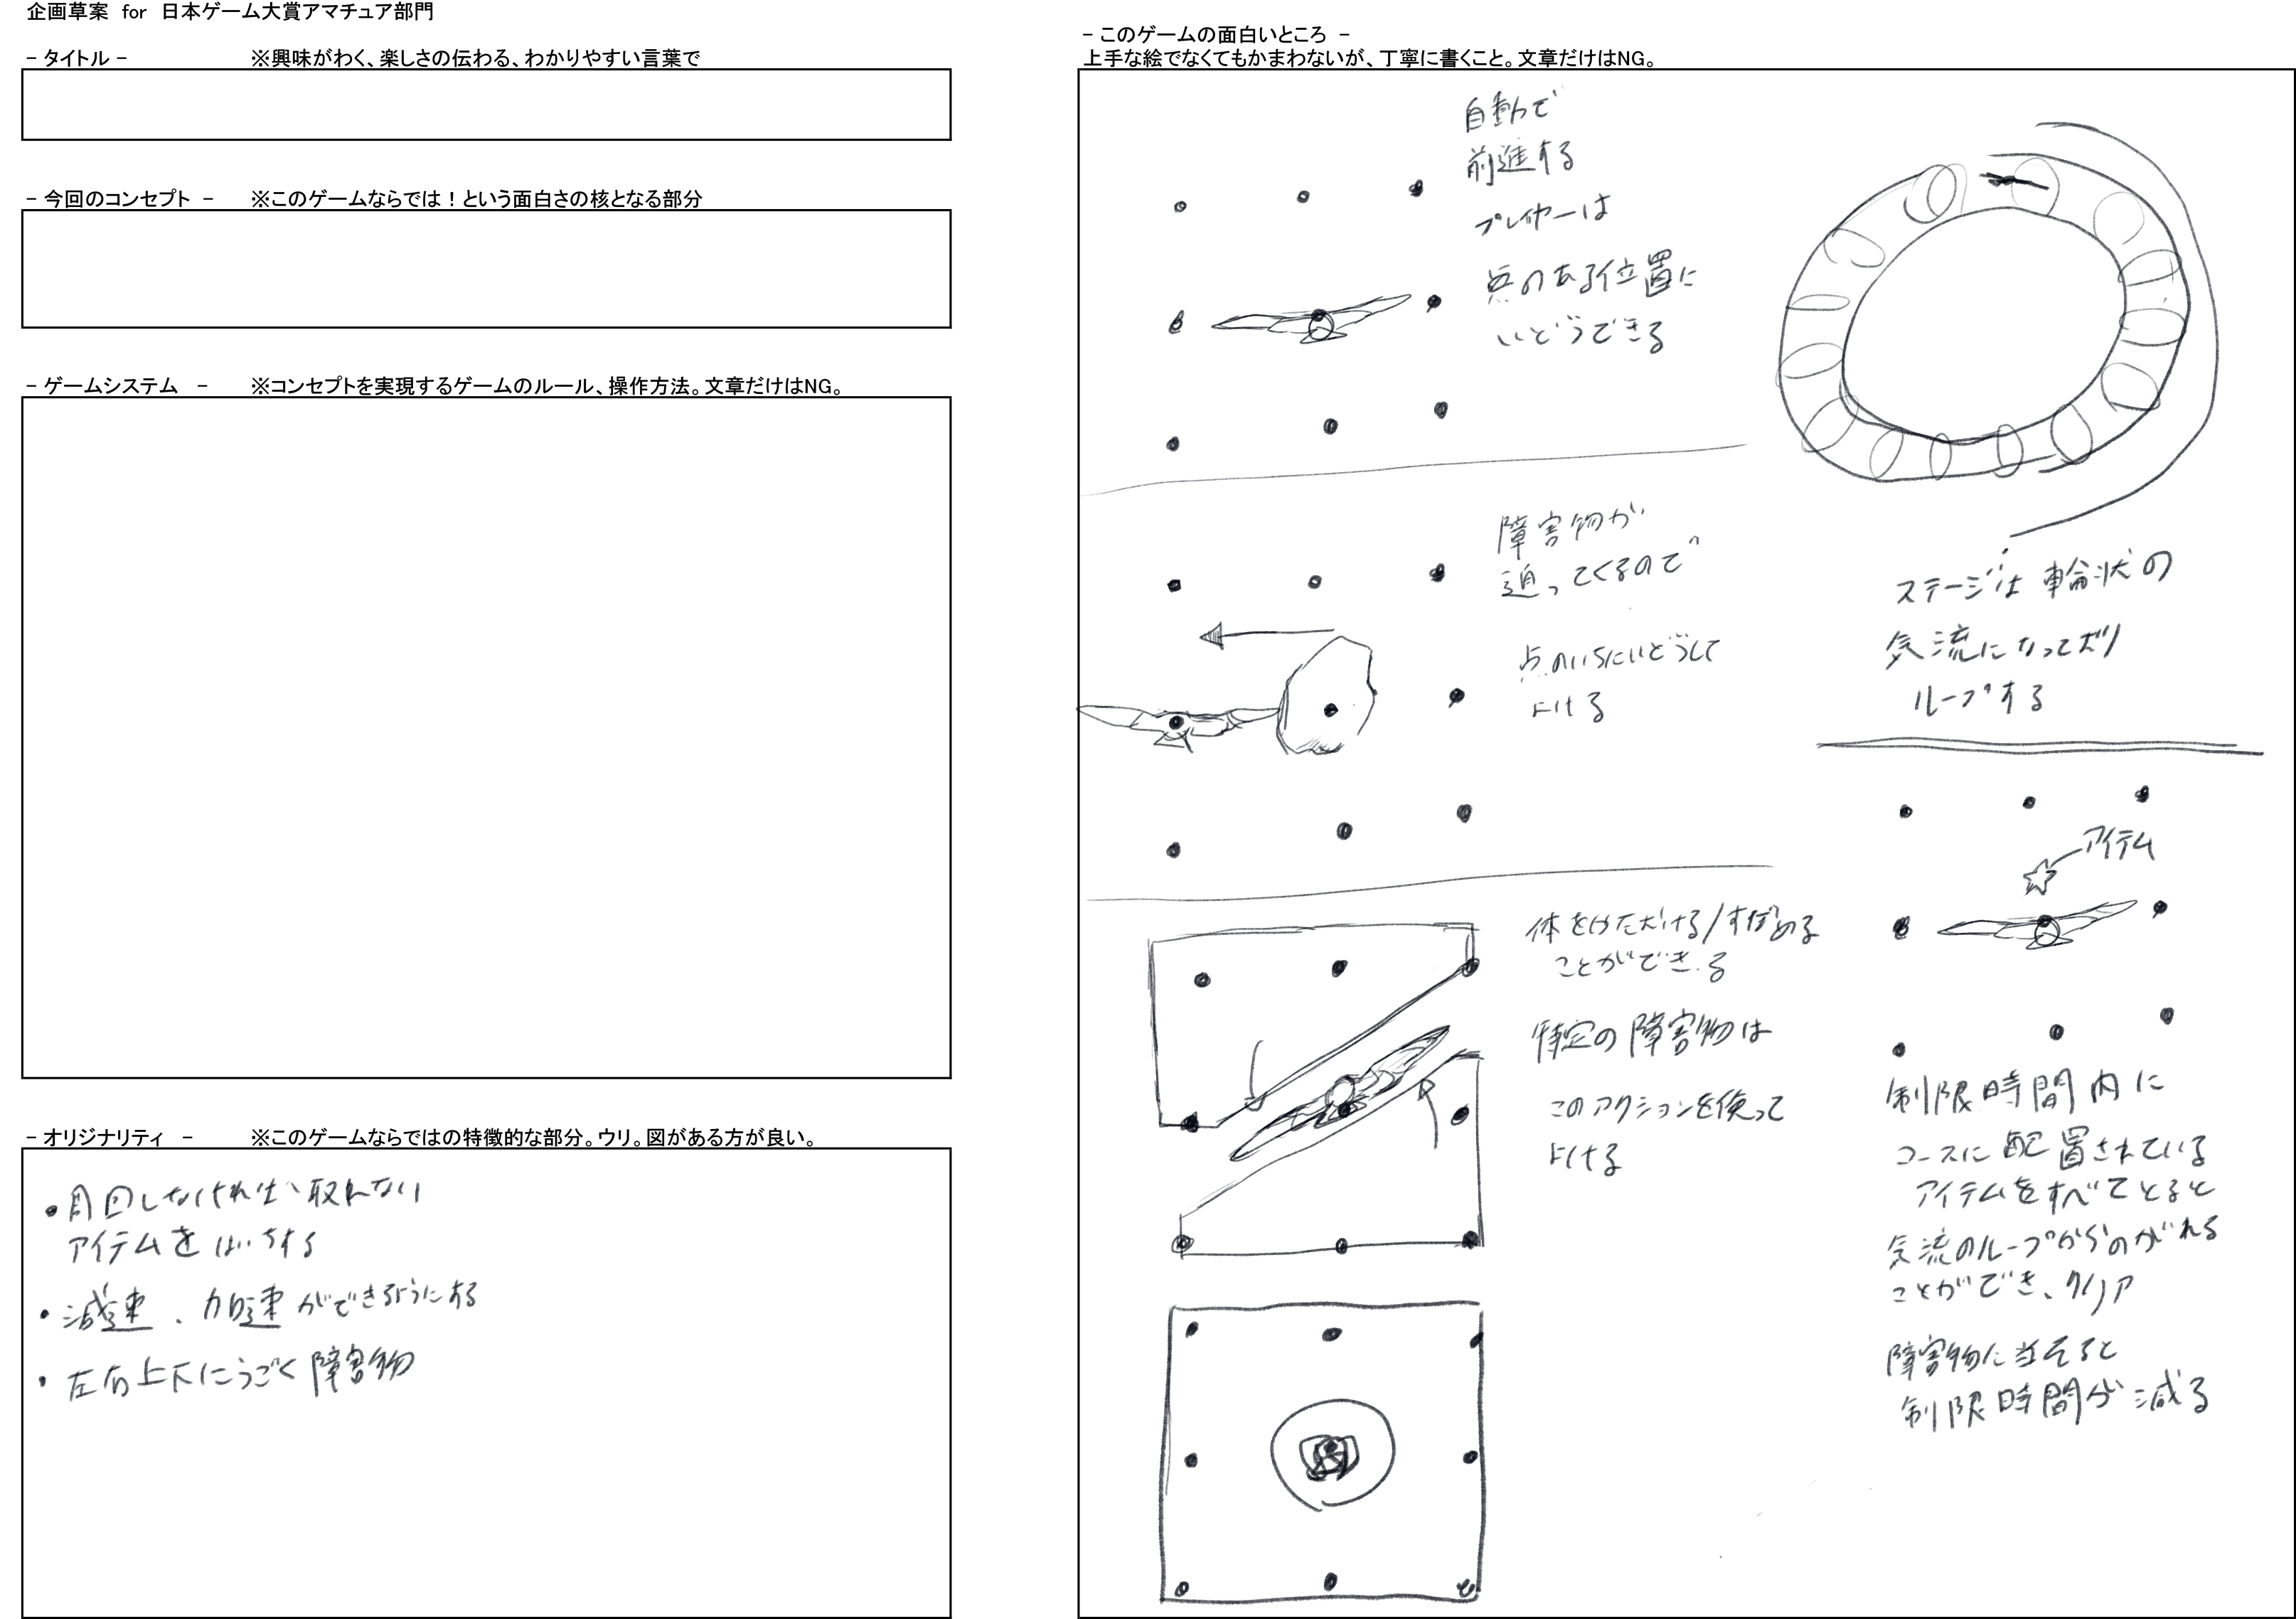 企画草案 for 日本ゲーム大賞アマチュア部門
- タイトル - ※興味がわく、楽しさの伝わる、わかりやすい言葉で
- 今回のコンセプト - ※このゲームならでは！という面白さの核となる部分
- ゲームシステム - ※コンセプトを実現するゲームのルール、操作方法。文章だけはNG。
- オリジナリティ - ※このゲームならではの特徴的な部分。ウリ。図がある方が良い。
・周回しなければ取れない
アイテムをはいちする
・減速、加速ができるようにする
・左右上下にうごく障害物
- このゲームの面白いところ -
上手な絵でなくてもかまわないが、丁寧に書くこと。文章だけはNG。
自動で
前進する
プレイヤーは
点のある位置に
いどうできる
障害物が
迫ってくるので
点のいちにいどうして
よける
体をかたむける/すぼめる
ことができる
特定の障害物は
このアクションを使って
よける
ステージは輪状の
気流になっており
ループする
アイテム
制限時間内に
コースに配置されている
アイテムをすべてとると
気流のループからのがれる
ことができ、クリア
障害物に当たると
制限時間が減る